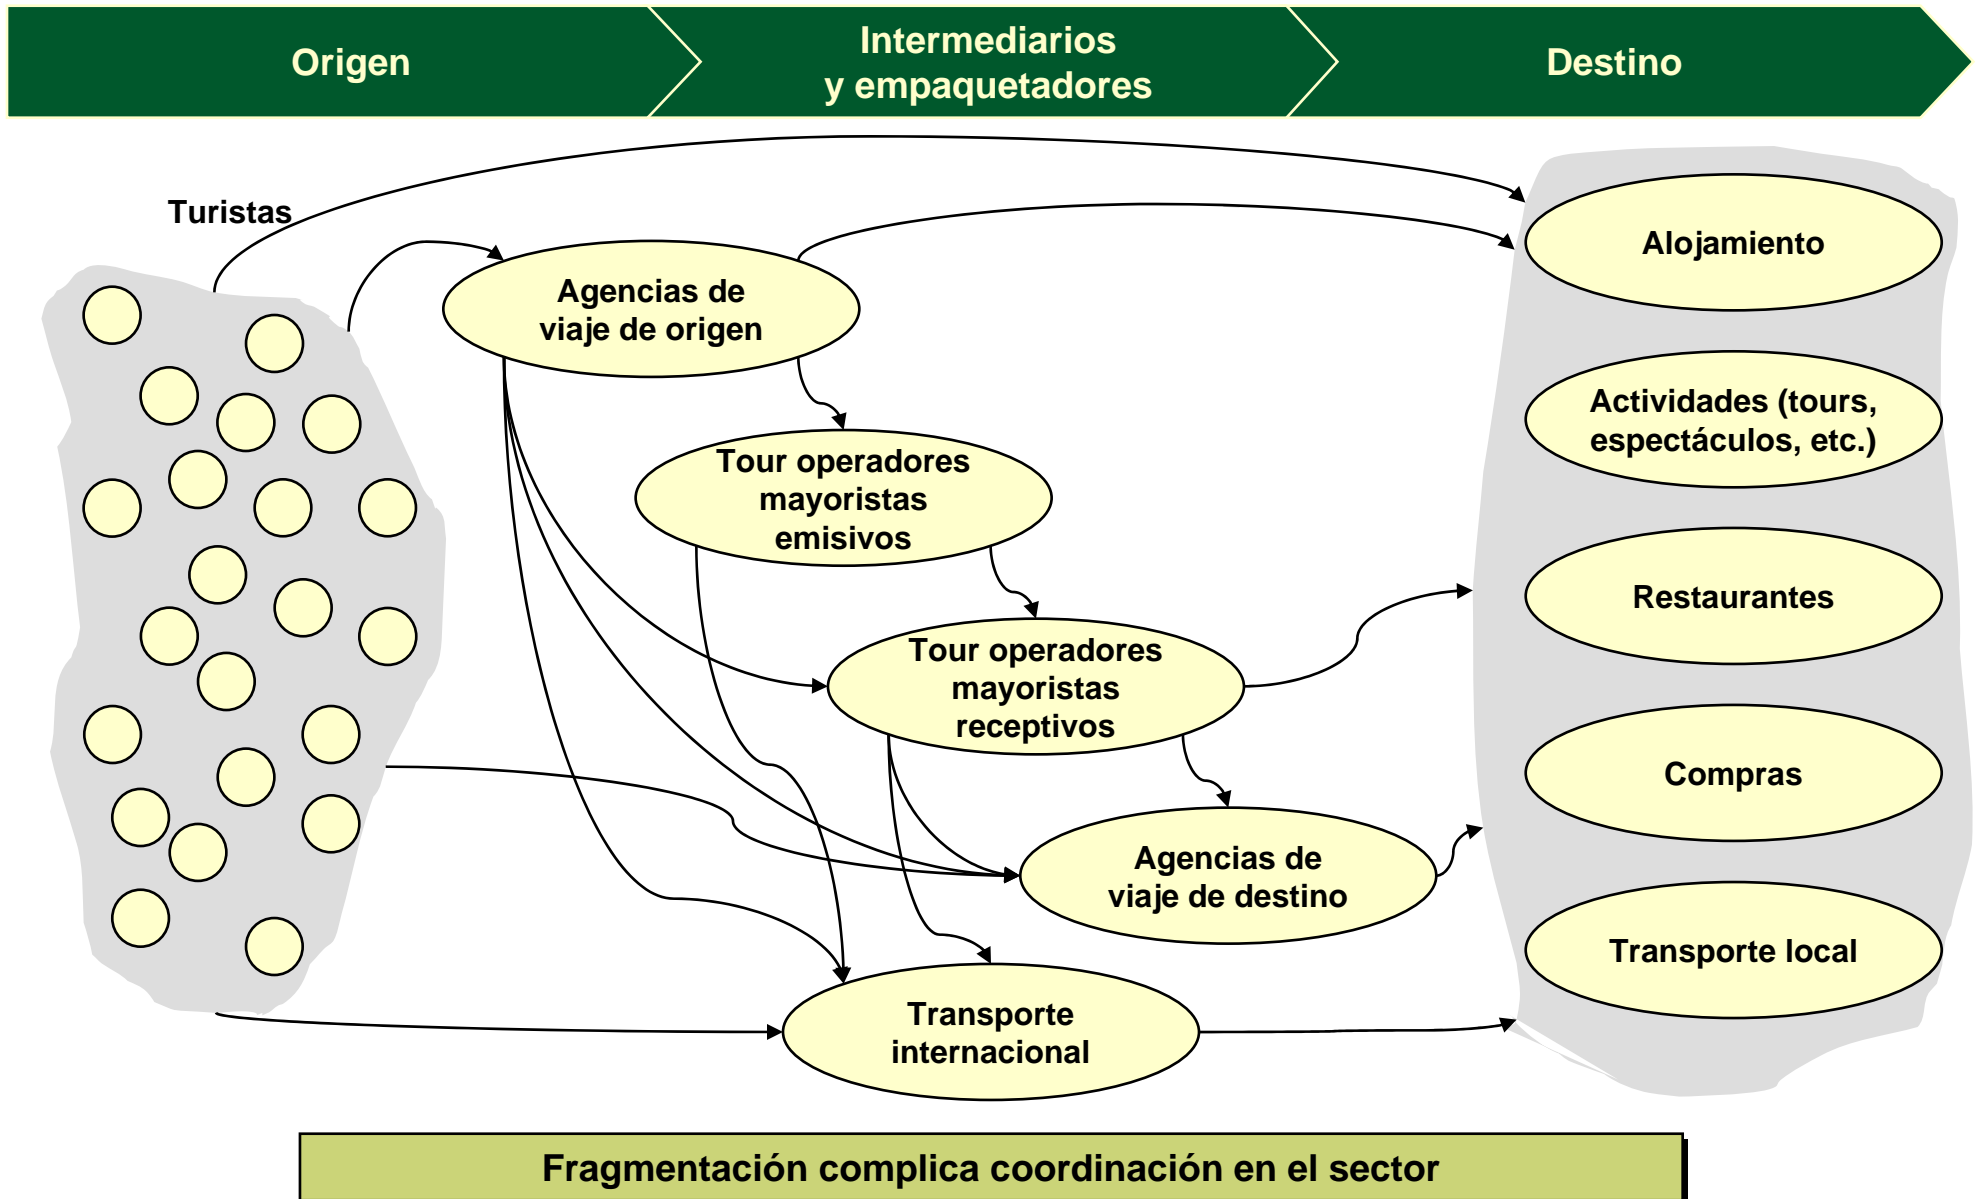 Origen
Intermediarios
y empaquetadores
Destino
Turistas
Agencias de
viaje de origen
Tour operadores
mayoristas
emisivos
Tour operadores
mayoristas
receptivos
Agencias de
viaje de destino
Transporte
internacional
Alojamiento
Actividades (tours,
espectáculos, etc.)
Restaurantes
Compras
Transporte local
Fragmentación complica coordinación en el sector